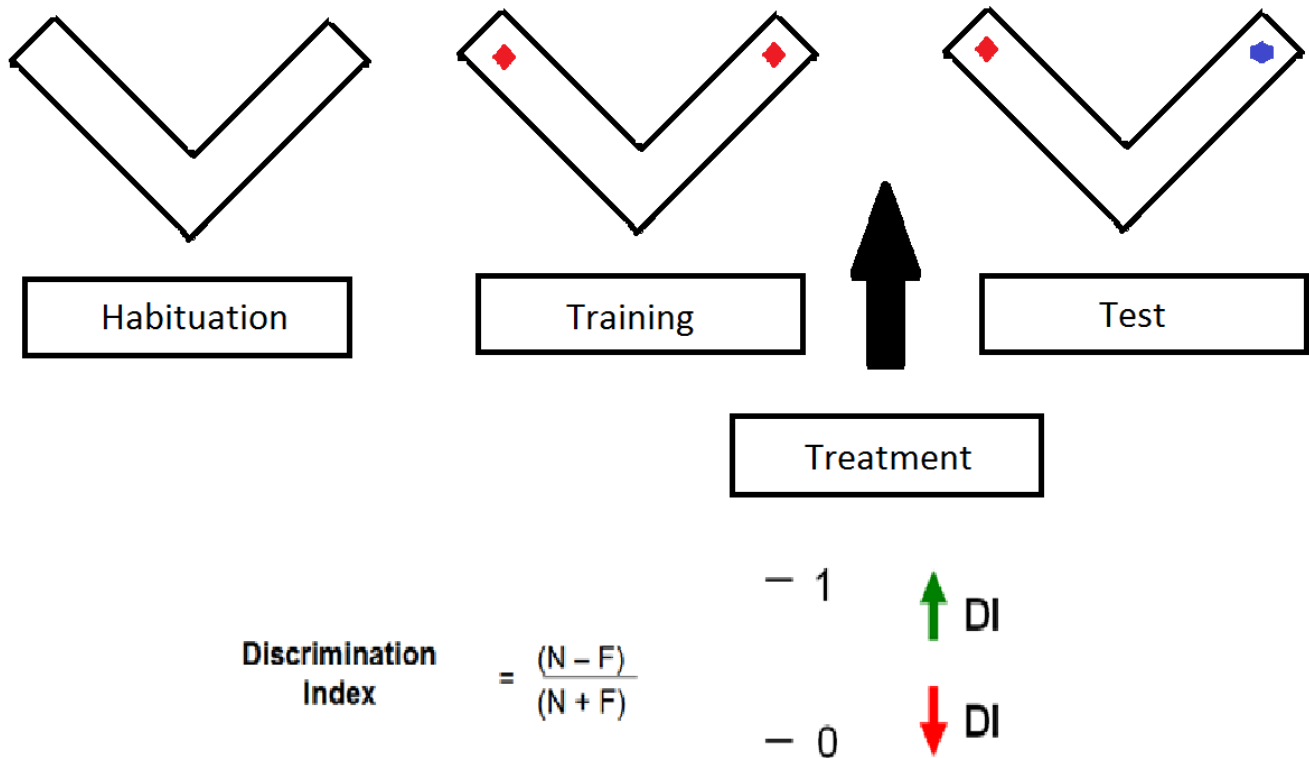 Habituation
Training
Test
Treatment
Discrimination
Index
= (N – F)
(N + F)
– 1
DI
– 0
DI